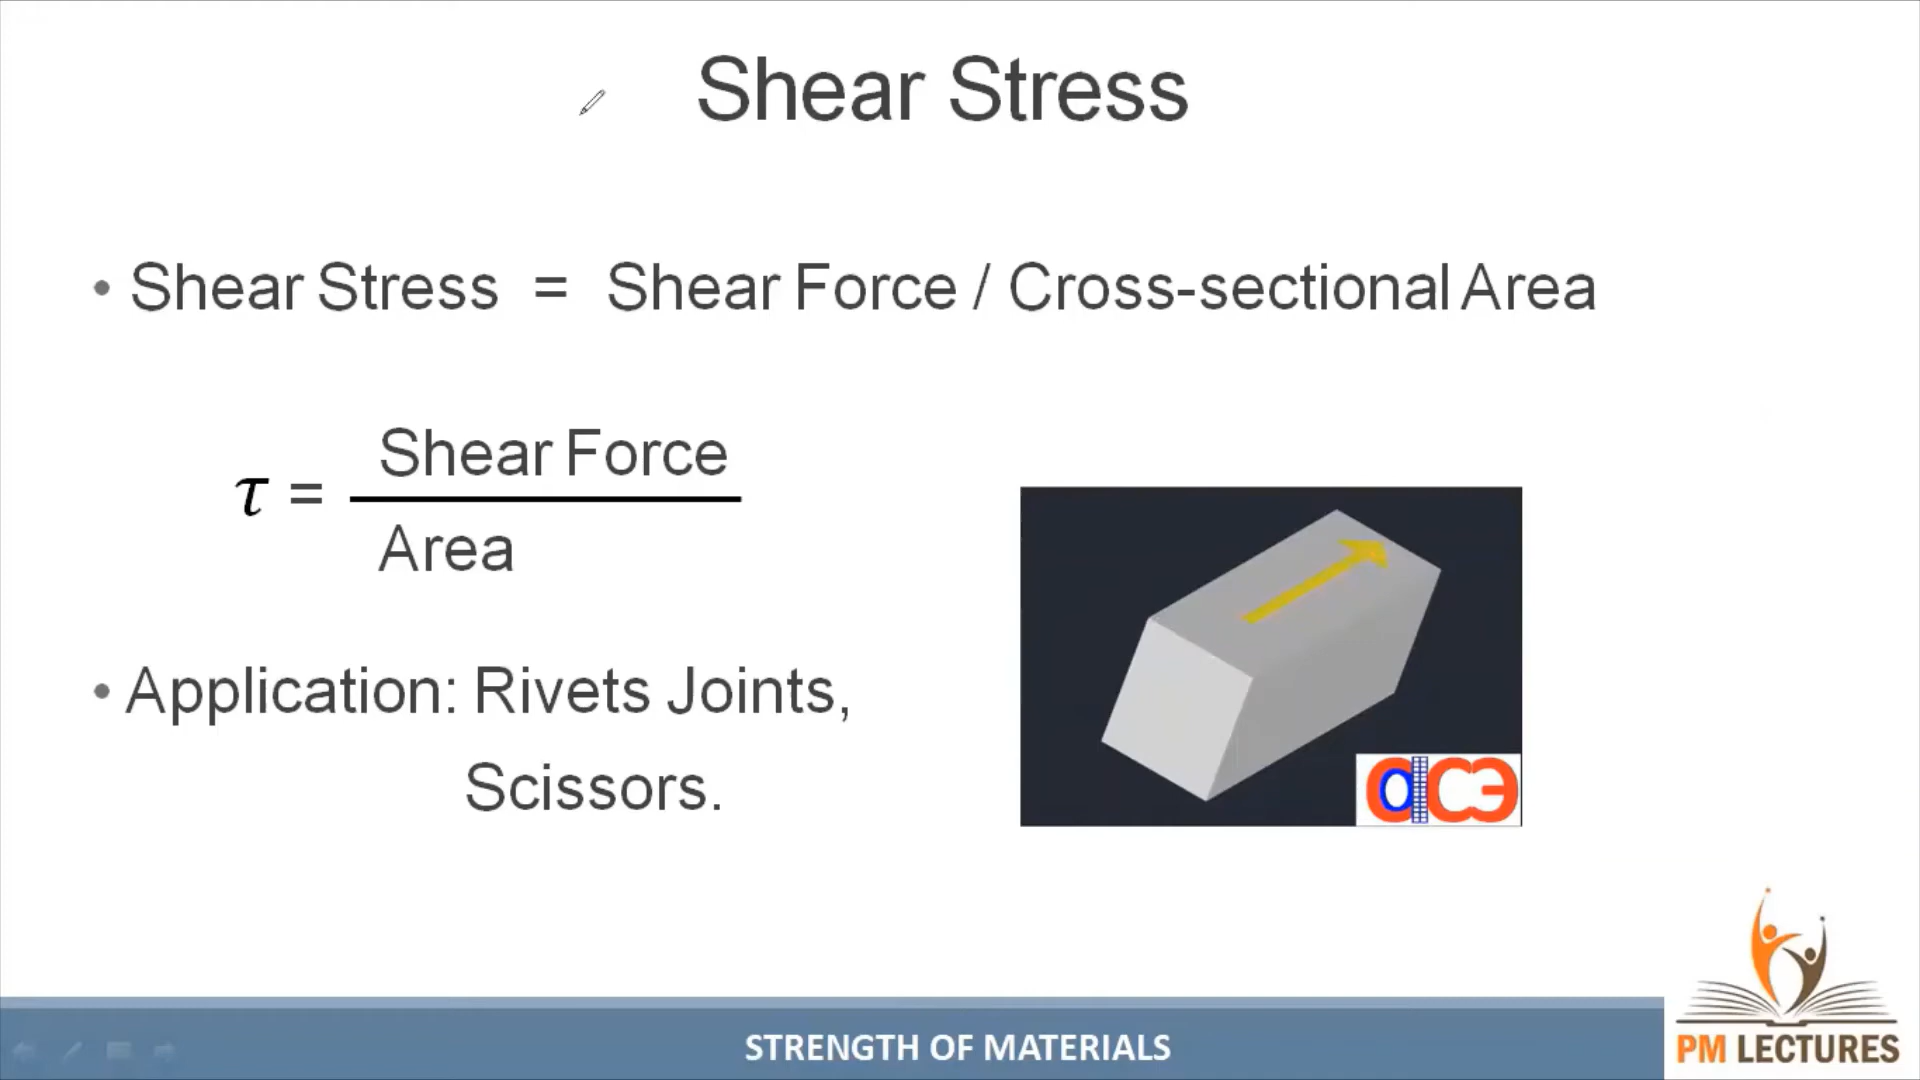 Shear Stress
• Shear Stress = Shear Force / Cross-sectional Area
τ =
Shear Force
Area
• Application: Rivets Joints,
Scissors.
STRENGTH OF MATERIALS
PM LECTURES